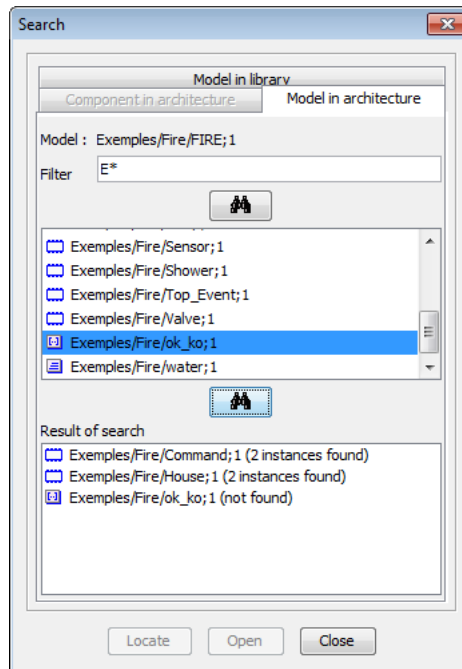 Search
Model in library
Component in architecture
Model in architecture
Model : Exemples/Fire/FIRE;1
Filter E*
Exemples/Fire/Sensor;1
Exemples/Fire/Shower;1
Exemples/Fire/Top_Event;1
Exemples/Fire/Valve;1
Exemples/Fire/ok_ko;1
Exemples/Fire/water;1
Result of search
Exemples/Fire/Command;1 (2 instances found)
Exemples/Fire/House;1 (2 instances found)
Exemples/Fire/ok_ko;1 (not found)
Locate Open Close